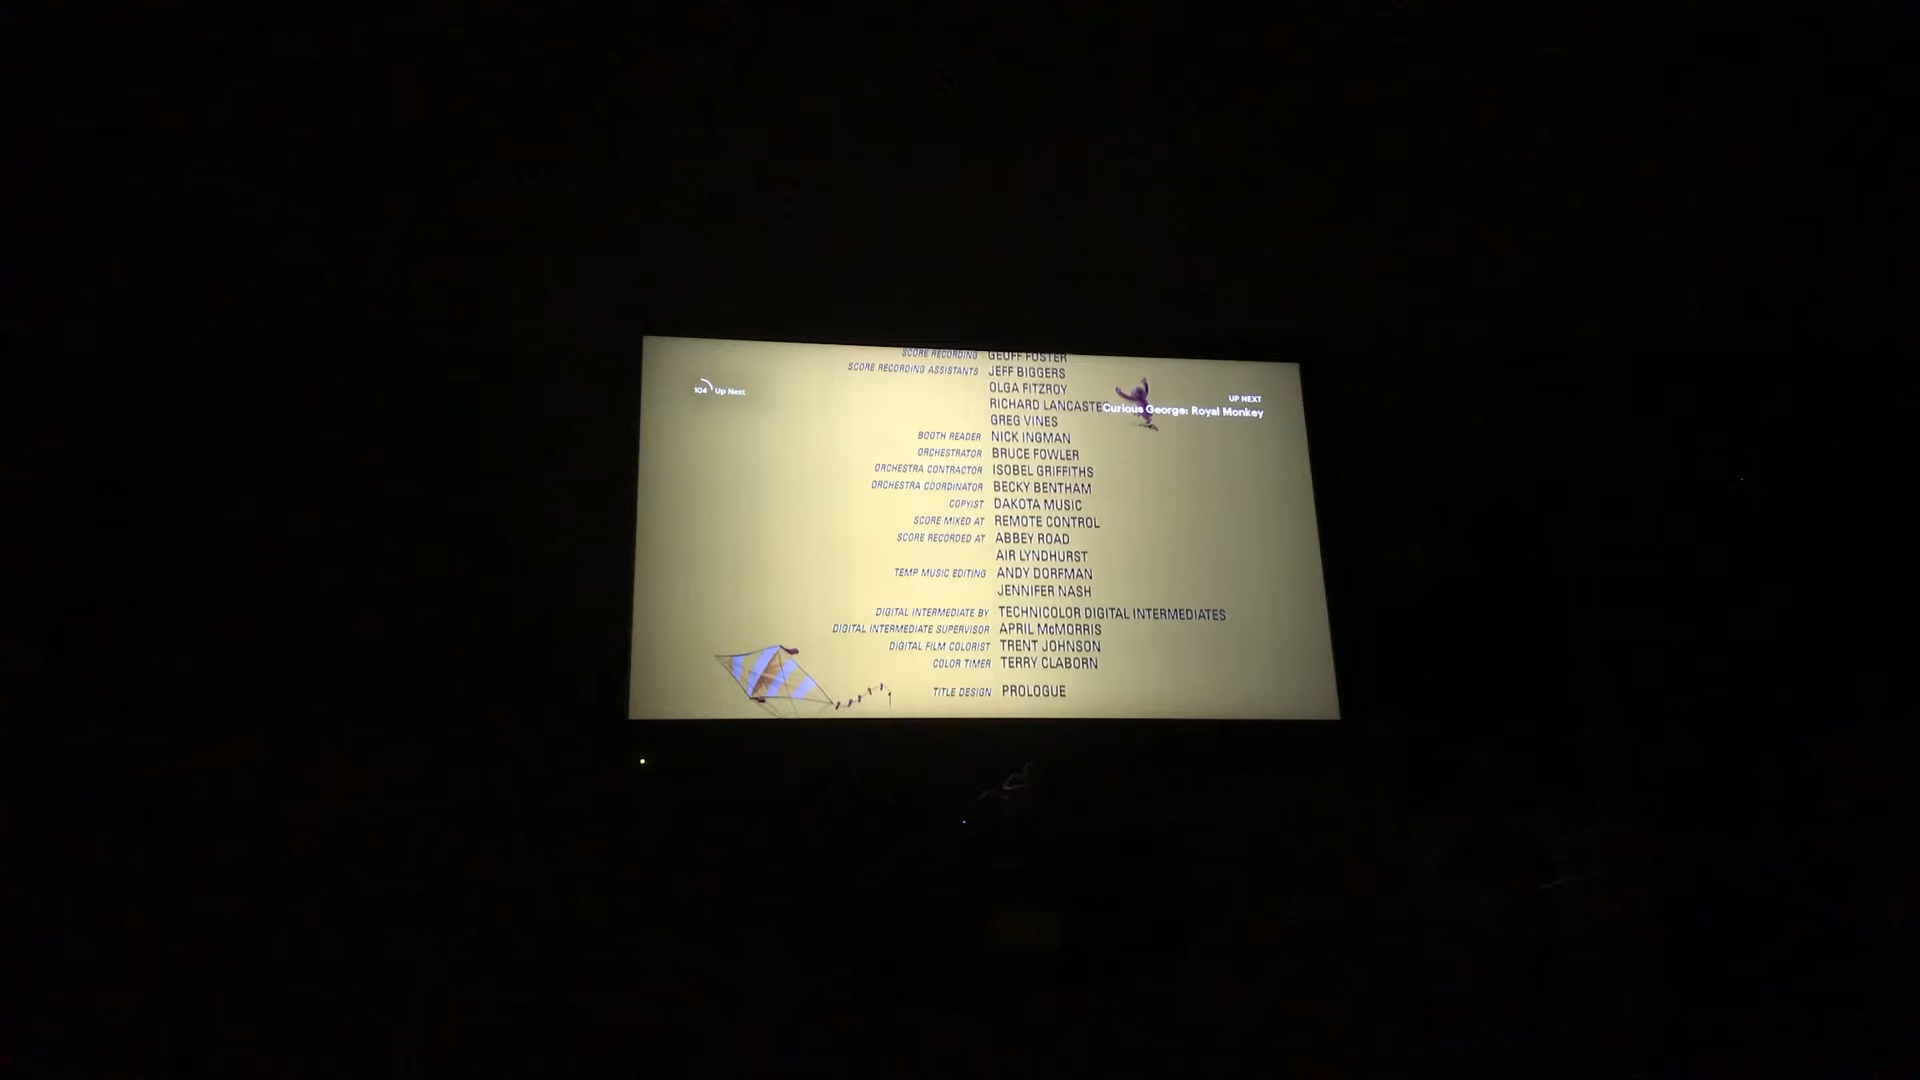 SCORE RECORDING GEOFF FOSTER
SCORE RECORDING ASSISTANTS JEFF BIGGERS
104 Up Next
OLGA FITZROY
UP NEXT
RICHARD LANCASTE
Curious George: Royal Monkey
GREG VINES
BOOTH READER NICK INGMAN
ORCHESTRATOR BRUCE FOWLER
ORCHESTRA CONTRACTOR ISOBEL GRIFFITHS
ORCHESTRA COORDINATOR BECKY BENTHAM
COPYIST DAKOTA MUSIC
SCORE MIXED AT REMOTE CONTROL
SCORE RECORDED AT ABBEY ROAD
AIR LYNDHURST
TEMP MUSIC EDITING ANDY DORFMAN
JENNIFER NASH
DIGITAL INTERMEDIATE BY TECHNICOLOR DIGITAL INTERMEDIATES
DIGITAL INTERMEDIATE SUPERVISOR APRIL McMORRIS
DIGITAL FILM COLORIST TRENT JOHNSON
COLOR TIMER TERRY CLABORN
TITLE DESIGN PROLOGUE